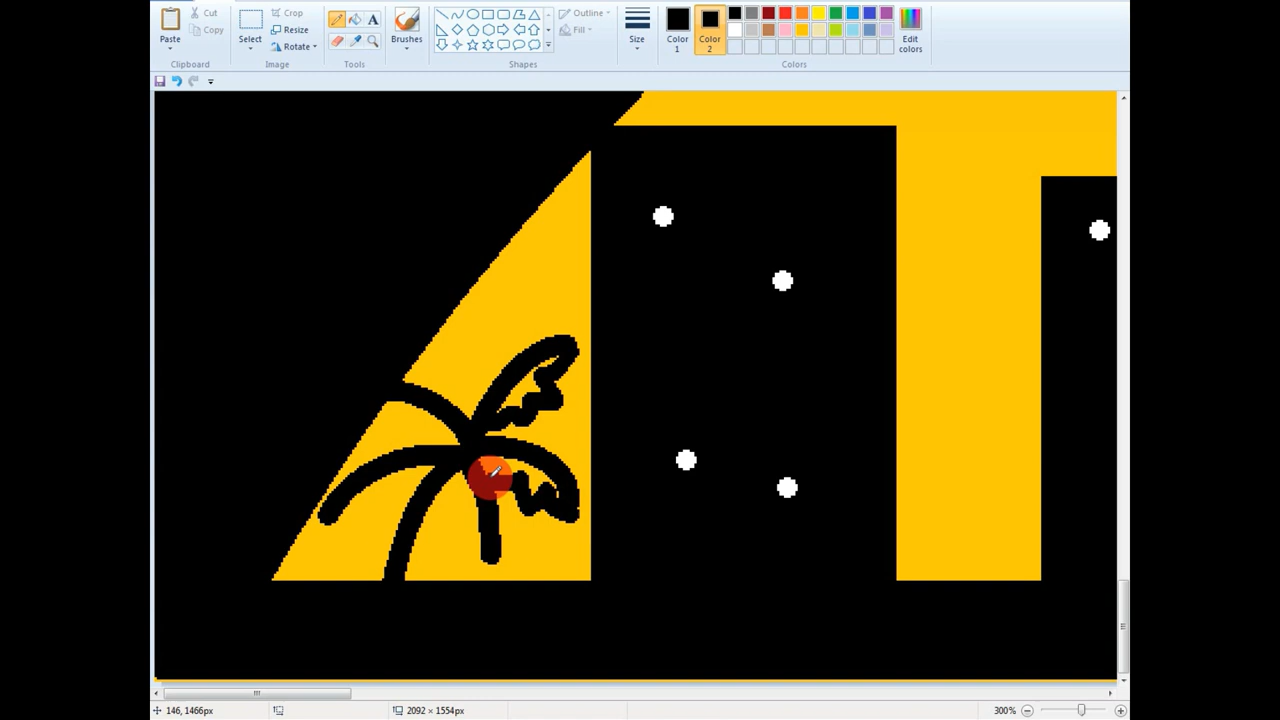 Paste
Cut
Copy
Clipboard
Select
Crop
Resize
Rotate
Image
A
Tools
Brushes
Shapes
Outline
Fill
Size
Color
1
Color
2
Edit
colors
Colors
146, 1466px
2092 × 1554px
300%